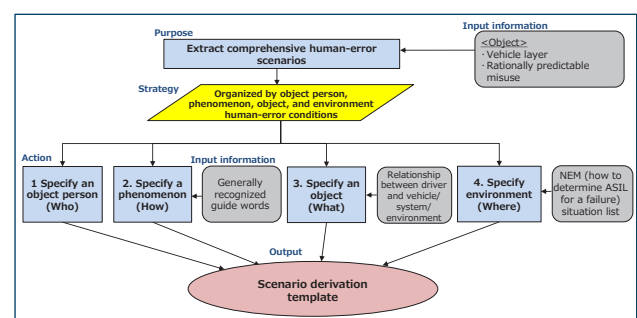 Purpose
Input information
Extract comprehensive human-error
scenarios
<Object>
· Vehicle layer
· Rationally predictable
misuse
Strategy
Organized by object person,
phenomenon, object, and environment
human-error conditions
Action
Input information
1 Specify an
object person
(Who)
2. Specify a
phenomenon
(How)
Generally
recognized
guide words
3. Specify an
object
(What)
Relationship
between driver
and vehicle/
system/
environment
4. Specify
environment
(Where)
NEM (how to
determine ASIL
for a failure)
situation list
Output
Scenario derivation
template